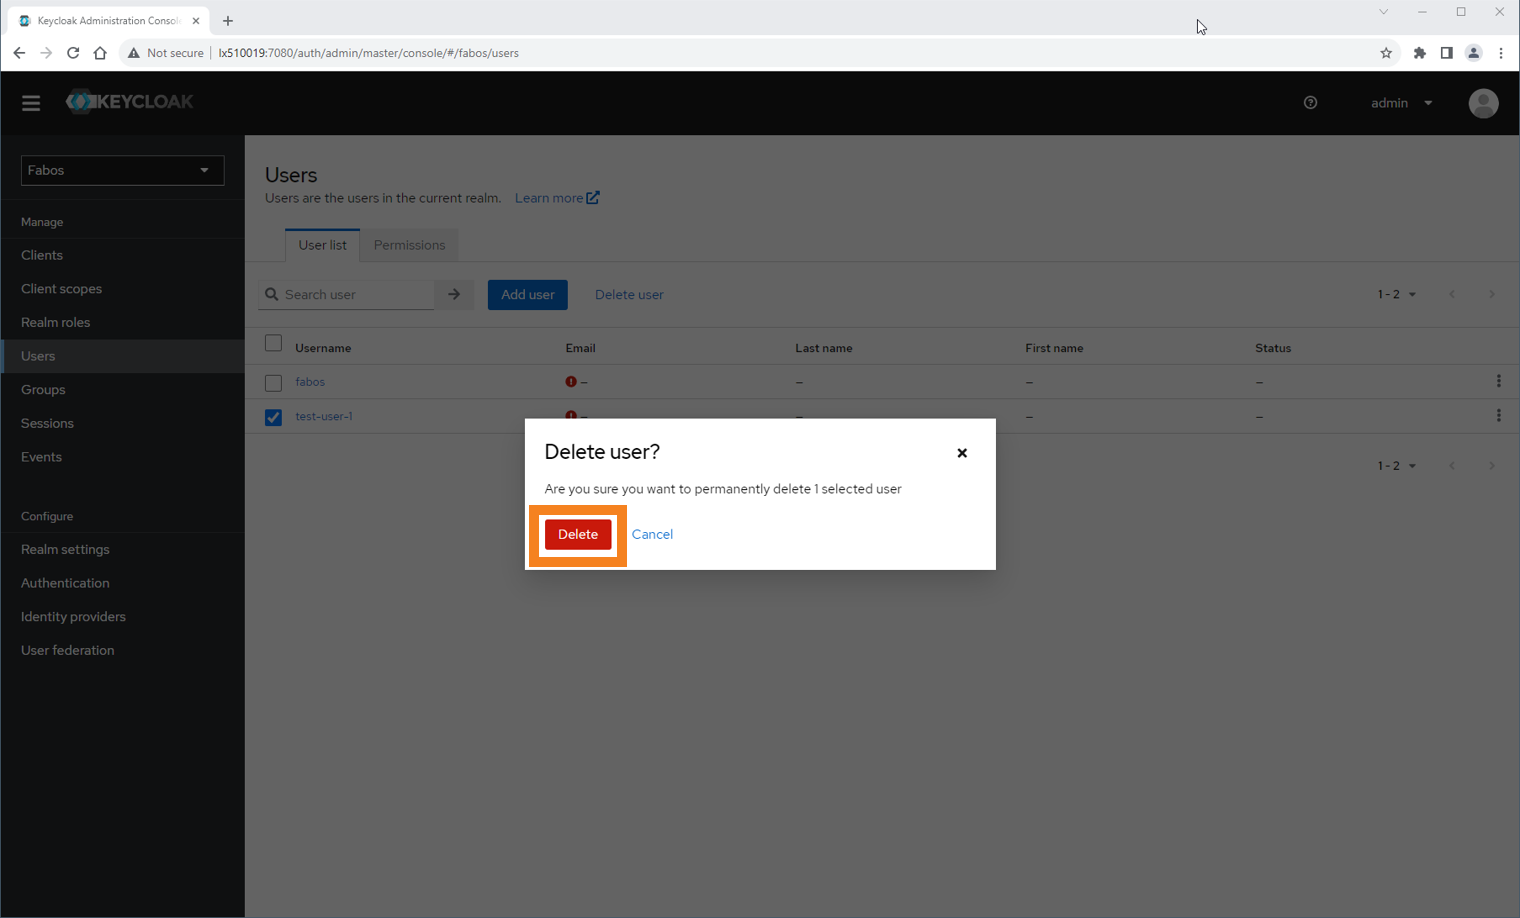 Keycloak Administration Consol
Not secure
lx510019:7080/auth/admin/master/console/#/fabos/users
KEYCLOAK
admin
Fabos
Manage
Clients
Client scopes
Realm roles
Users
Groups
Sessions
Events
Configure
Realm settings
Authentication
Identity providers
User federation
Users
Users are the users in the current realm. Learn more
User list Permissions
Search user Add user Delete user 1 - 2
Username Email Last name First name Status
fabos – – – –
test-user-1 – – – –
1 - 2
Delete user?
Are you sure you want to permanently delete 1 selected user
Delete Cancel